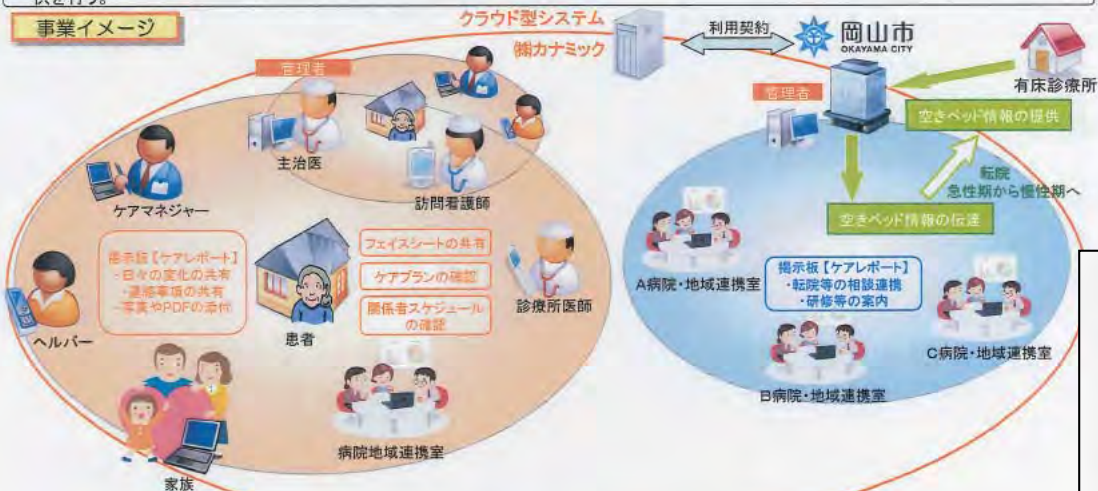 供を行う。
事業イメージ
クラウド型システム
㈱カナミック
利用契約
岡山市
OKAYAMA CITY
有床診療所
管理者
管理者
空きベッド情報の提供
主治医
訪問看護師
ケアマネジャー
転院
急性期から慢性期へ
空きベッド情報の伝達
掲示板【ケアレポート】
・日々の変化の共有
・連絡事項の共有
・写真やPDFの添付
フェイスシートの共有
ケアプランの確認
関係者スケジュール
の確認
診療所医師
ヘルパー
患者
A病院・地域連携室
掲示板【ケアレポート】
・転院等の相談連携
・研修等の案内
C病院・地域連携室
B病院・地域連携室
病院地域連携室
家族